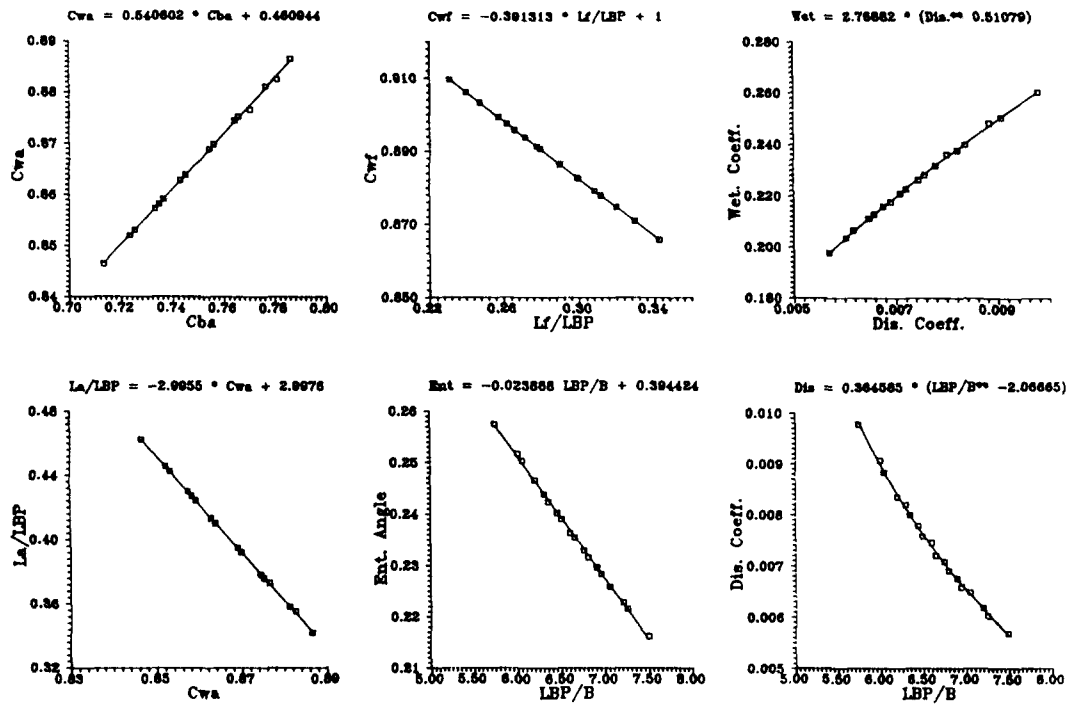 Cwa = 0.540602 * Cba + 0.460944
0.89
0.88
0.87
0.86
0.85
0.84
Cwa
0.70 0.72 0.74 0.76 0.78 0.80
Cba
Cwf = -0.391313 * Lf/LBP + 1
0.910
0.890
0.870
0.850
Cwf
0.22 0.26 0.30 0.34
Lf/LBP
Wet = 2.76882 * (Dis.** 0.51079)
0.280
0.260
0.240
0.220
0.200
0.180
Wet. Coeff.
0.005 0.007 0.009
Dis. Coeff.
La/LBP = -2.9955 * Cwa + 2.9976
0.48
0.44
0.40
0.36
0.32
La/LBP
0.83 0.85 0.87 0.89
Cwa
Ent = -0.023888 LBP/B + 0.394424
0.26
0.25
0.24
0.23
0.22
0.21
Ent. Angle
5.00 5.50 6.00 6.50 7.00 7.50 8.00
LBP/B
Dis = 0.364585 * (LBP/B** -2.06665)
0.010
0.009
0.008
0.007
0.006
0.005
Dis. Coeff.
5.00 5.50 6.00 6.50 7.00 7.50 8.00
LBP/B